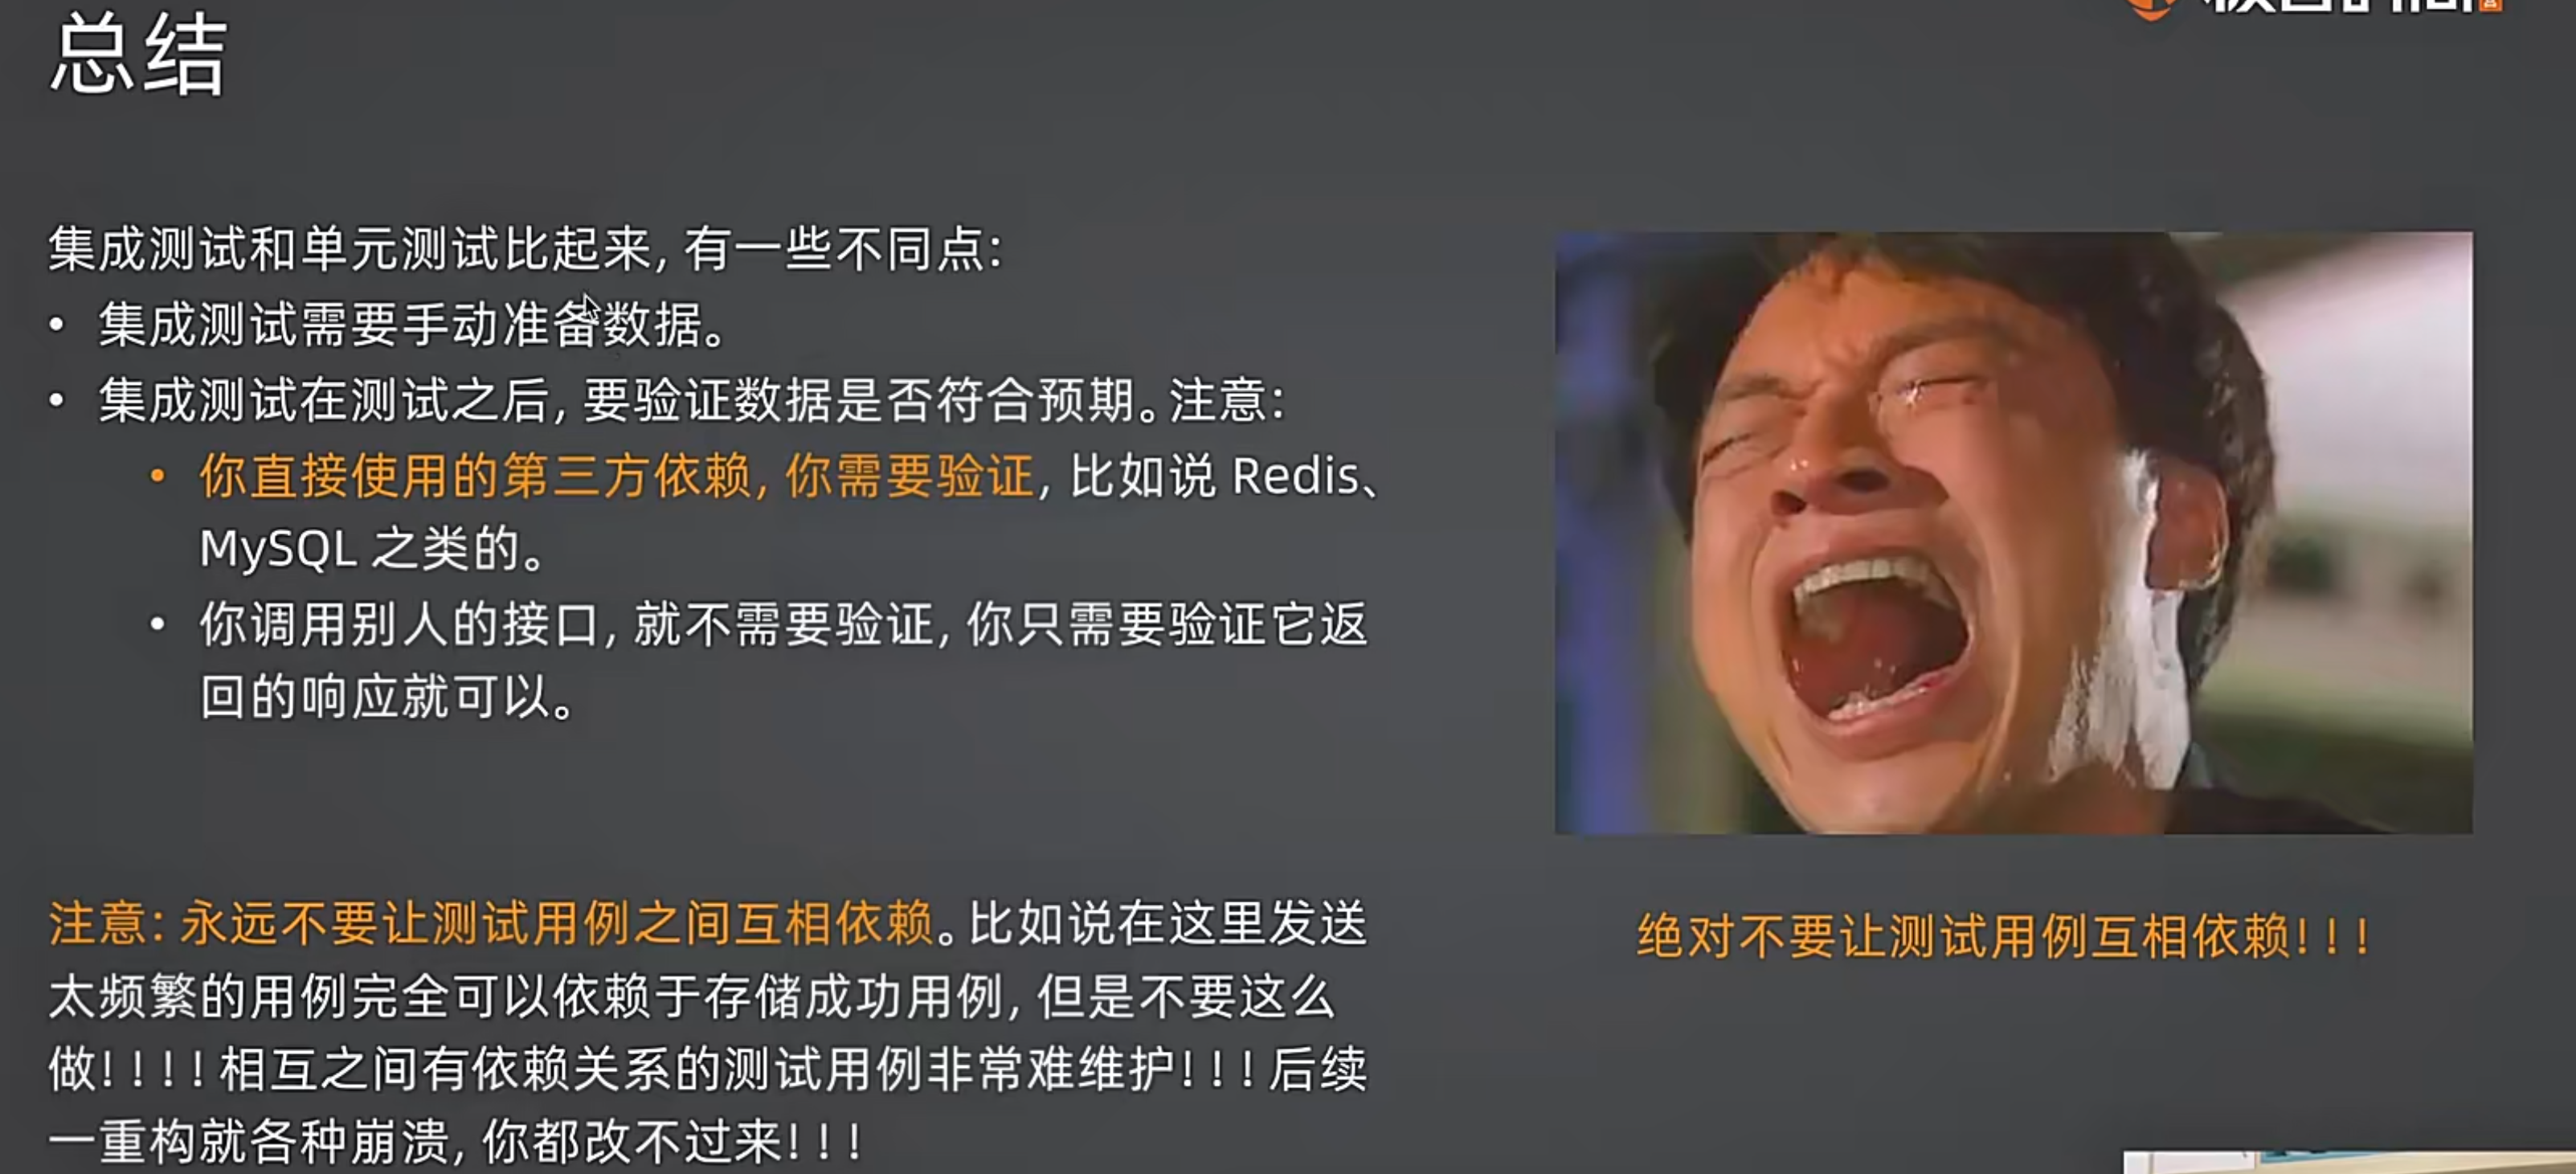 总结
集成测试和单元测试比起来, 有一些不同点:
• 集成测试需要手动准备数据。
• 集成测试在测试之后, 要验证数据是否符合预期。注意:
• 你直接使用的第三方依赖, 你需要验证, 比如说 Redis、
MySQL 之类的。
• 你调用别人的接口, 就不需要验证, 你只需要验证它返
回的响应就可以。
注意: 永远不要让测试用例之间互相依赖。比如说在这里发送
太频繁的用例完全可以依赖于存储成功用例, 但是不要这么
做!!!! 相互之间有依赖关系的测试用例非常难维护!!! 后续
一重构就各种崩溃, 你都改不过来!!!
绝对不要让测试用例互相依赖!!!